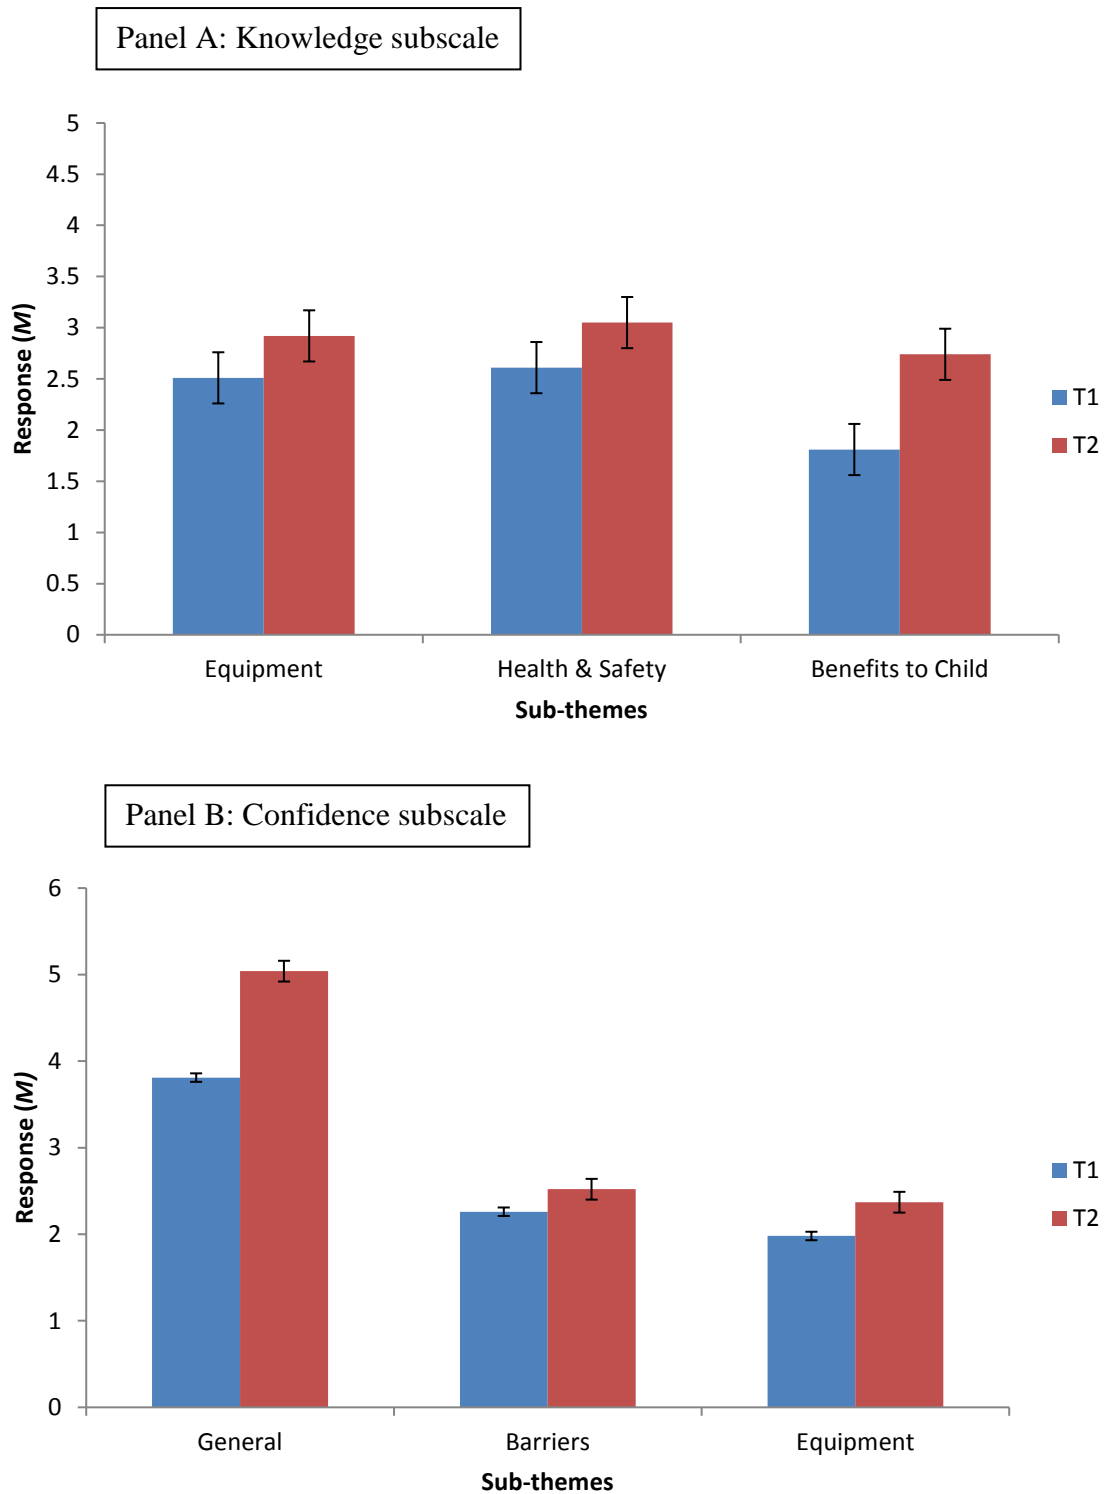 Panel A: Knowledge subscale
5
4.5
4
3.5
3
2.5
2
1.5
1
0.5
0
Response (M)
T1
T2
Equipment Health & Safety Benefits to Child
Sub-themes
Panel B: Confidence subscale
6
5
4
3
2
1
0
Response (M)
T1
T2
General Barriers Equipment
Sub-themes